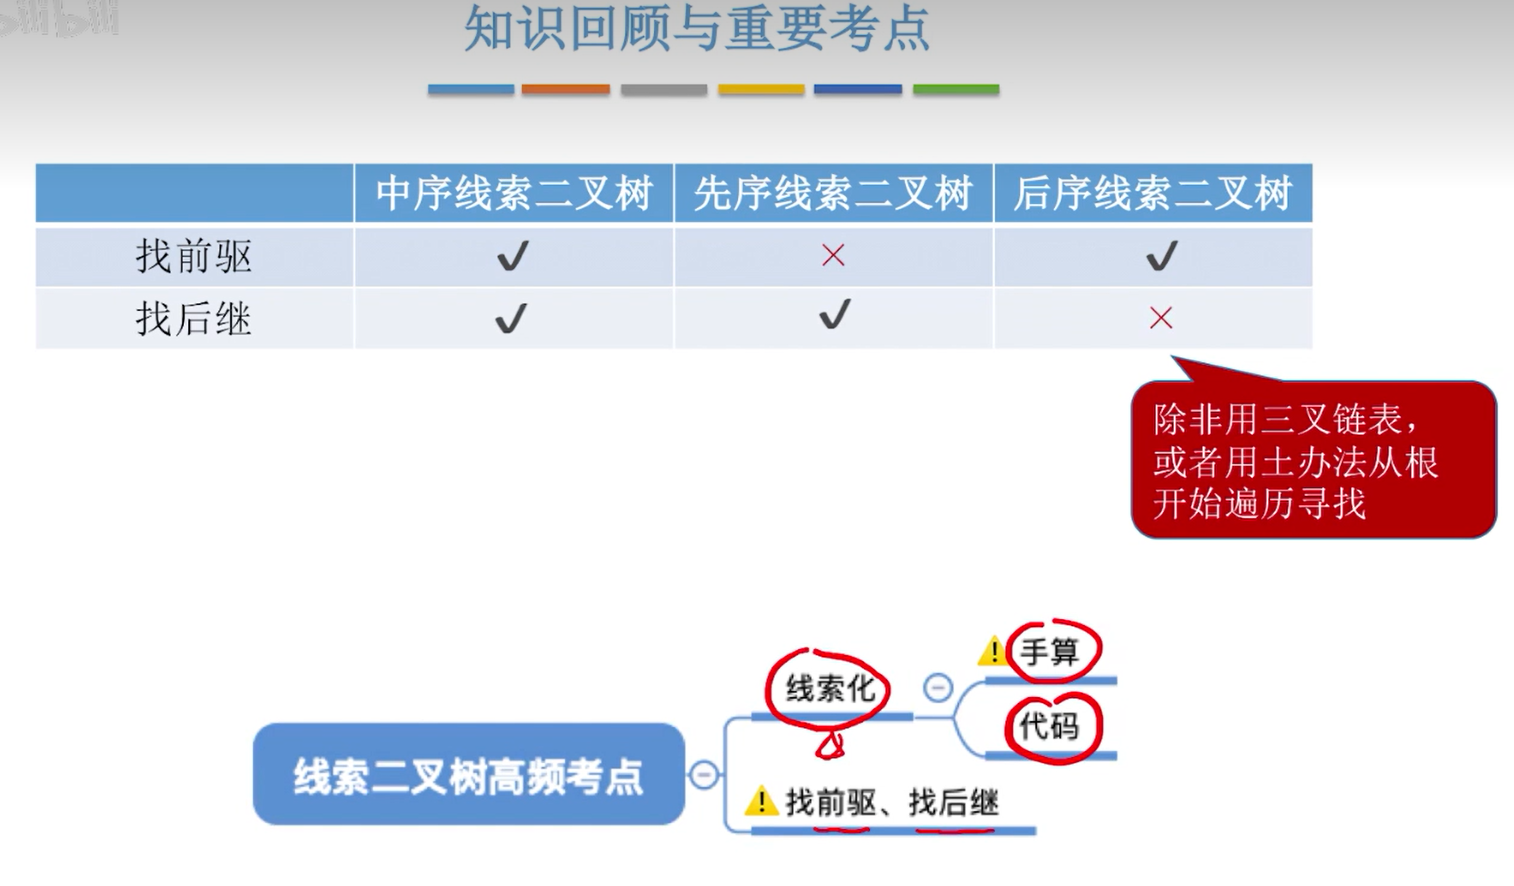 知识回顾与重要考点
中序线索二叉树 先序线索二叉树 后序线索二叉树
找前驱 ✓ × ✓
找后继 ✓ ✓ ×
除非用三叉链表，
或者用土办法从根
开始遍历寻找
手算
线索化
代码
线索二叉树高频考点
找前驱、找后继